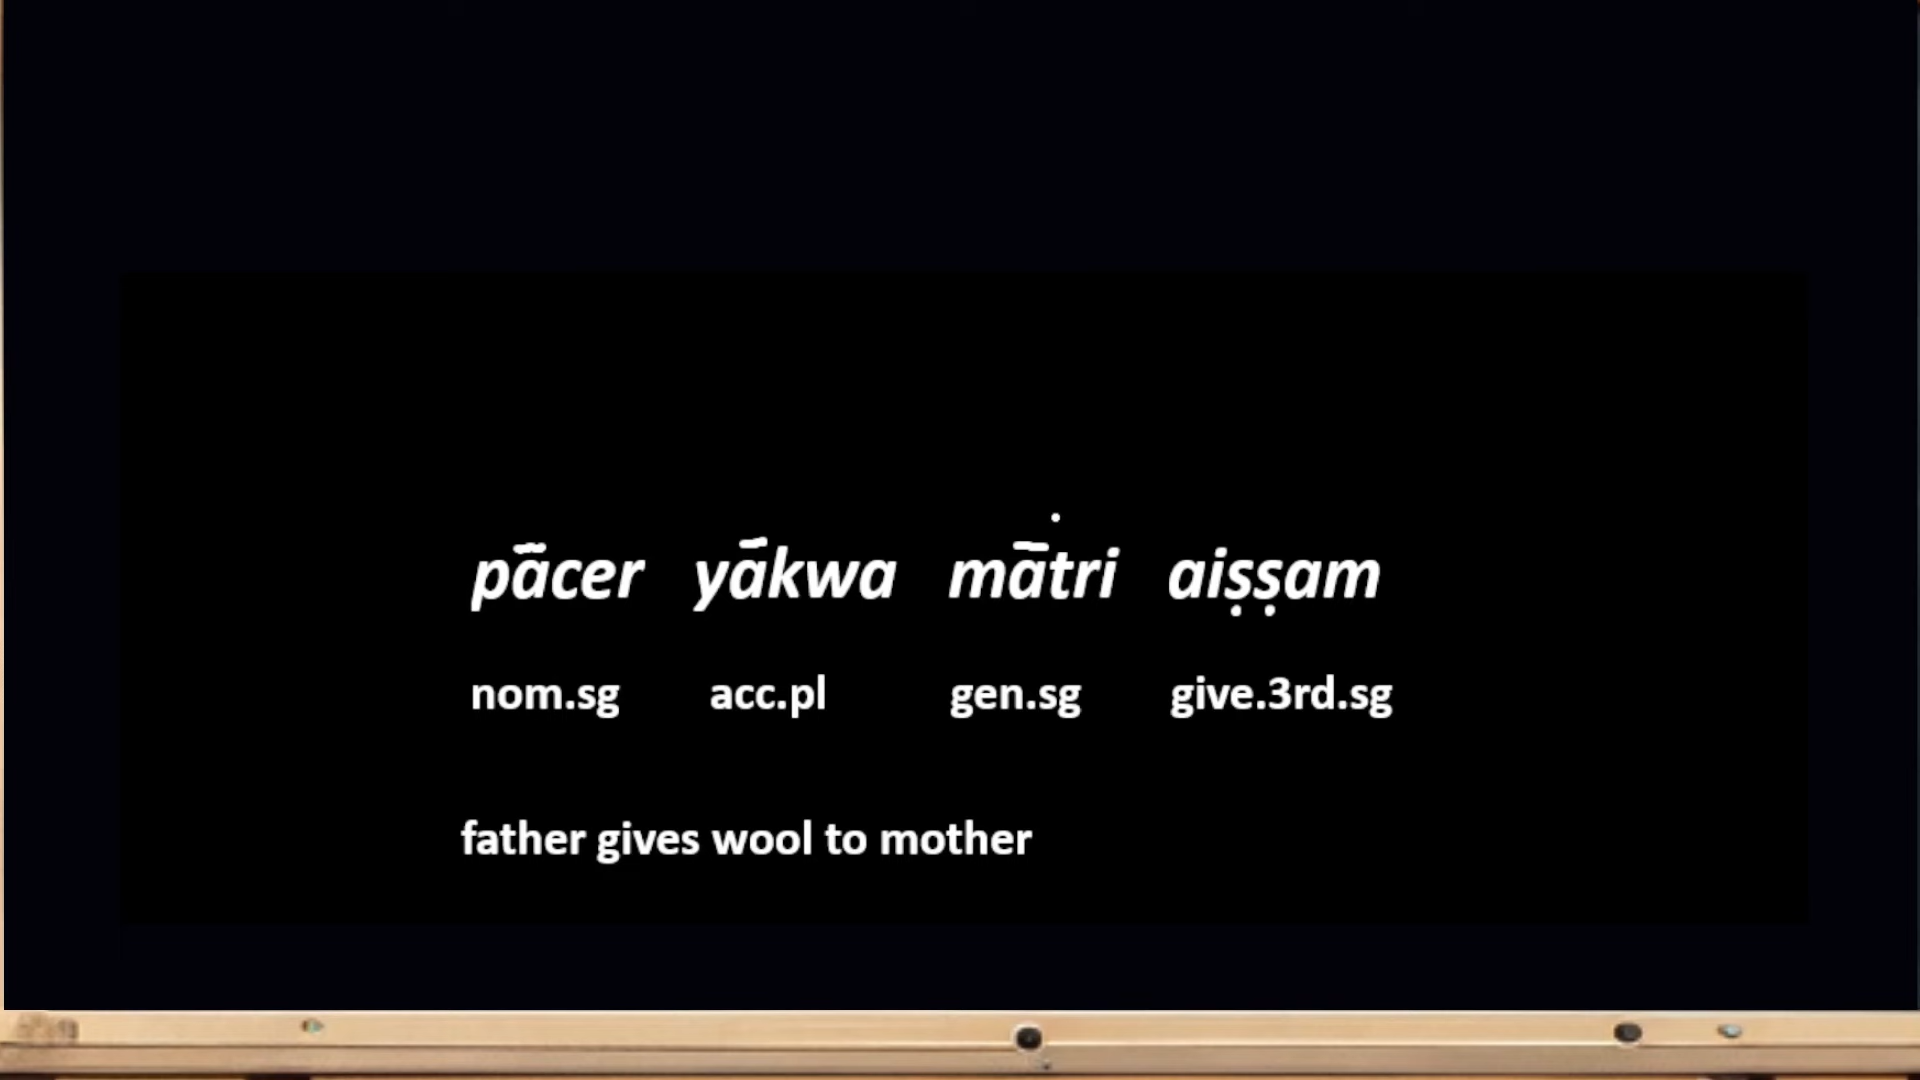 pācer yākwa mātri aiṣṣam
nom.sg acc.pl gen.sg give.3rd.sg
father gives wool to mother